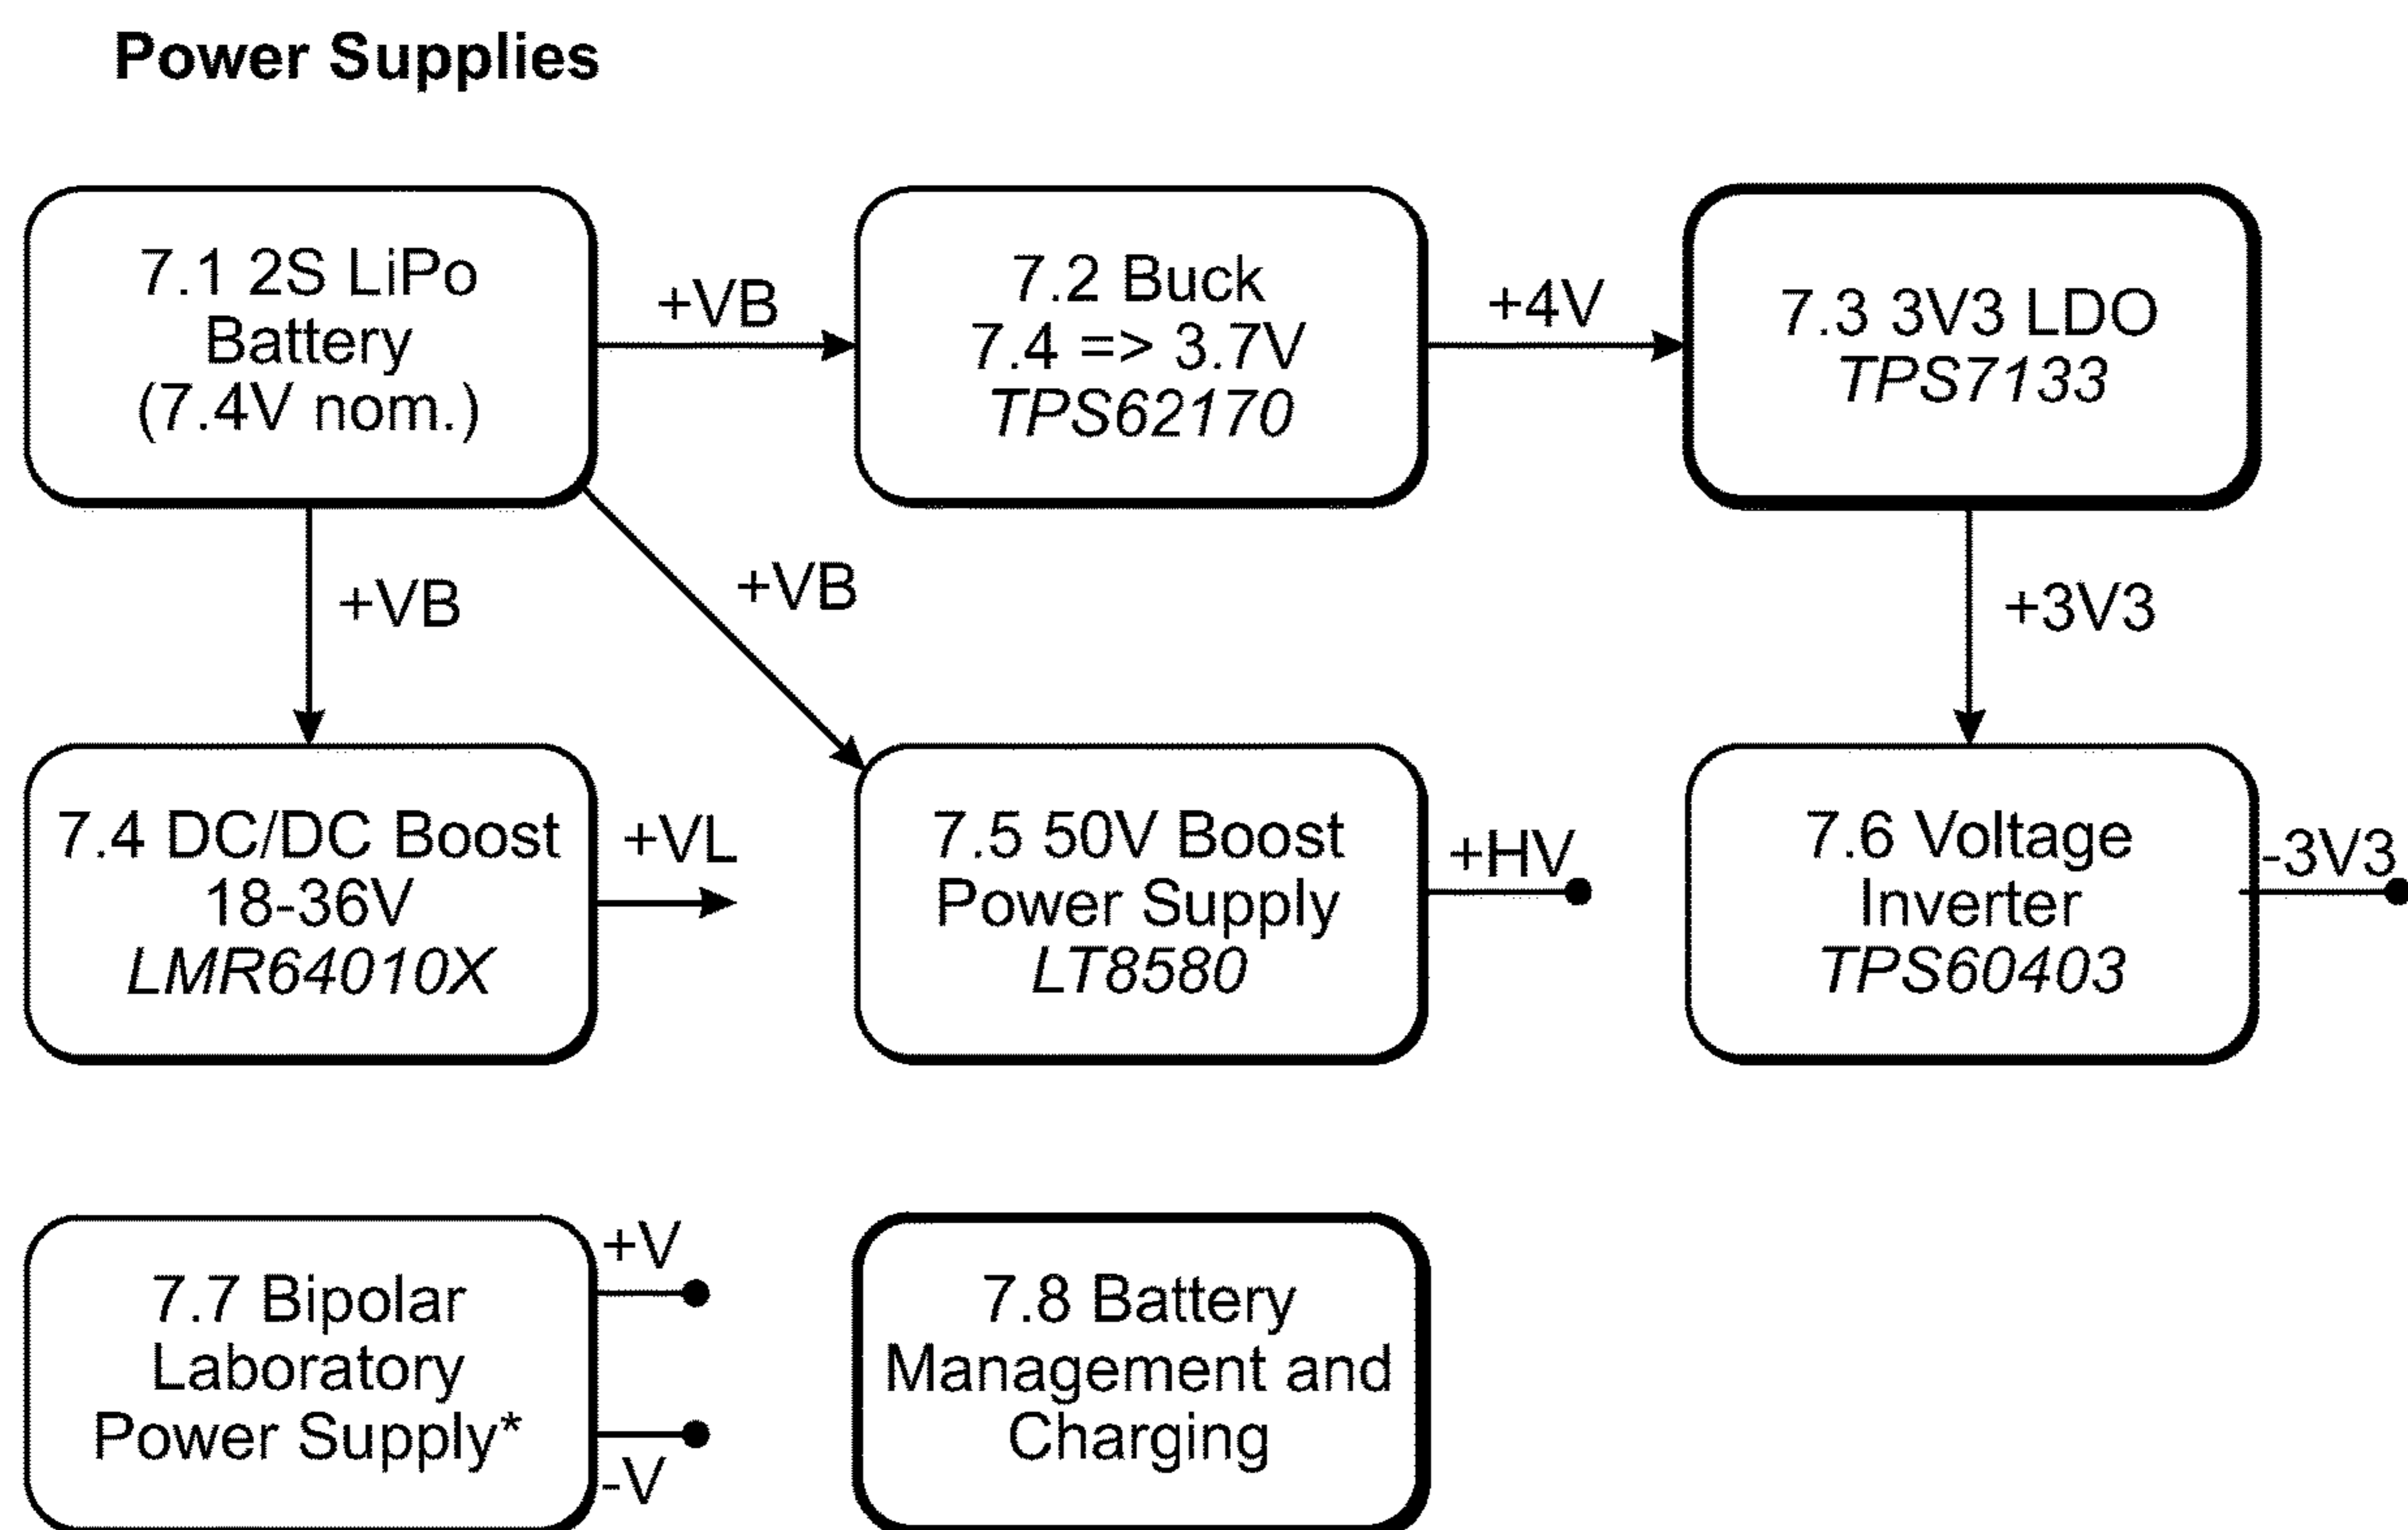 Power Supplies
7.1 2S LiPo
Battery
(7.4V nom.)
+VB
7.2 Buck
7.4 => 3.7V
TPS62170
+4V
7.3 3V3 LDO
TPS7133
+VB
+VB
+3V3
7.4 DC/DC Boost
18-36V
LMR64010X
+VL
7.5 50V Boost
Power Supply
LT8580
+HV
7.6 Voltage
Inverter
TPS60403
-3V3
7.7 Bipolar
Laboratory
Power Supply*
+V
-V
7.8 Battery
Management and
Charging